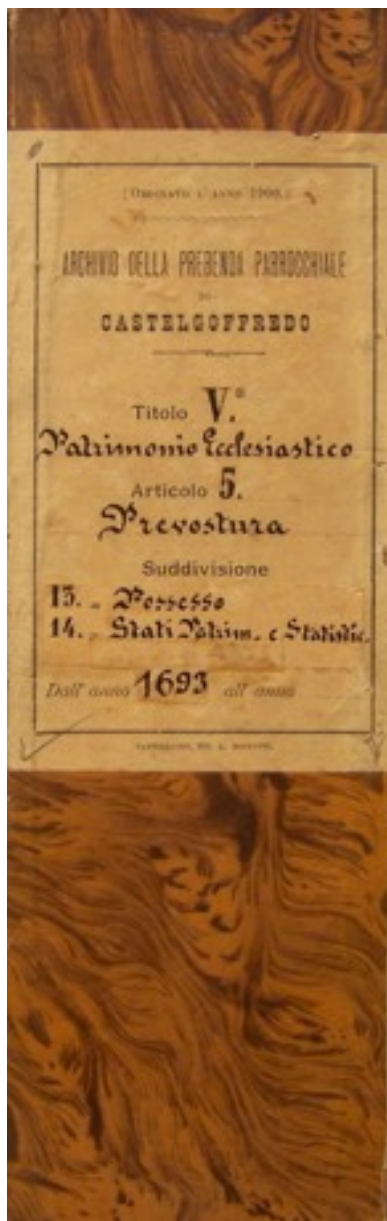 (Ordinato l'anno 1900.)
ARCHIVIO DELLA PREBENDA PARROCCHIALE
DI
CASTELGOFFREDO
Titolo V.º
Patrimonio Ecclesiastico
Articolo 5.
Prevostura
Suddivisione
13. „ Possesso
14. „ Stati Patrim. e Statistic.
Dall' anno 1693 all' anno